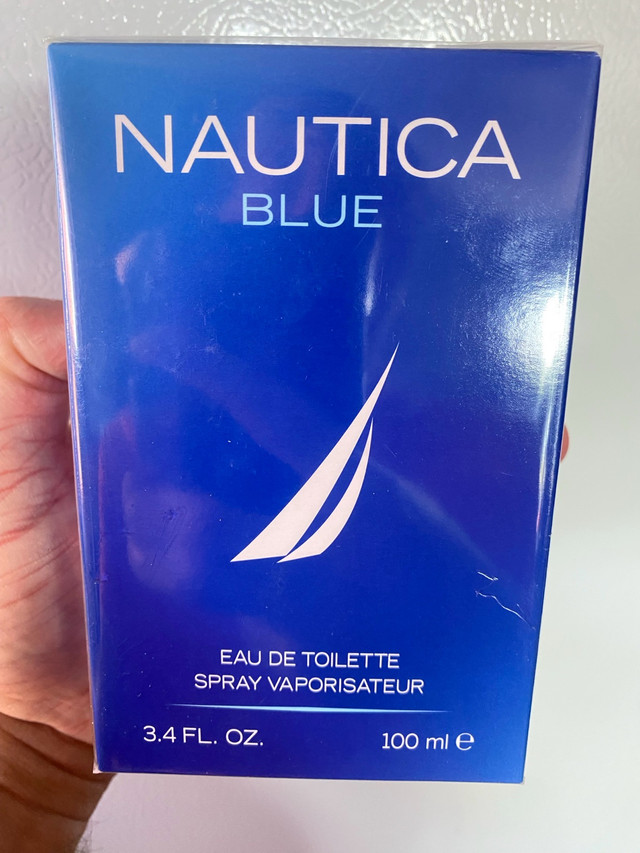 NAUTICA
BLUE
EAU DE TOILETTE
SPRAY VAPORISATEUR
3.4 FL. OZ. 100 ml ℮